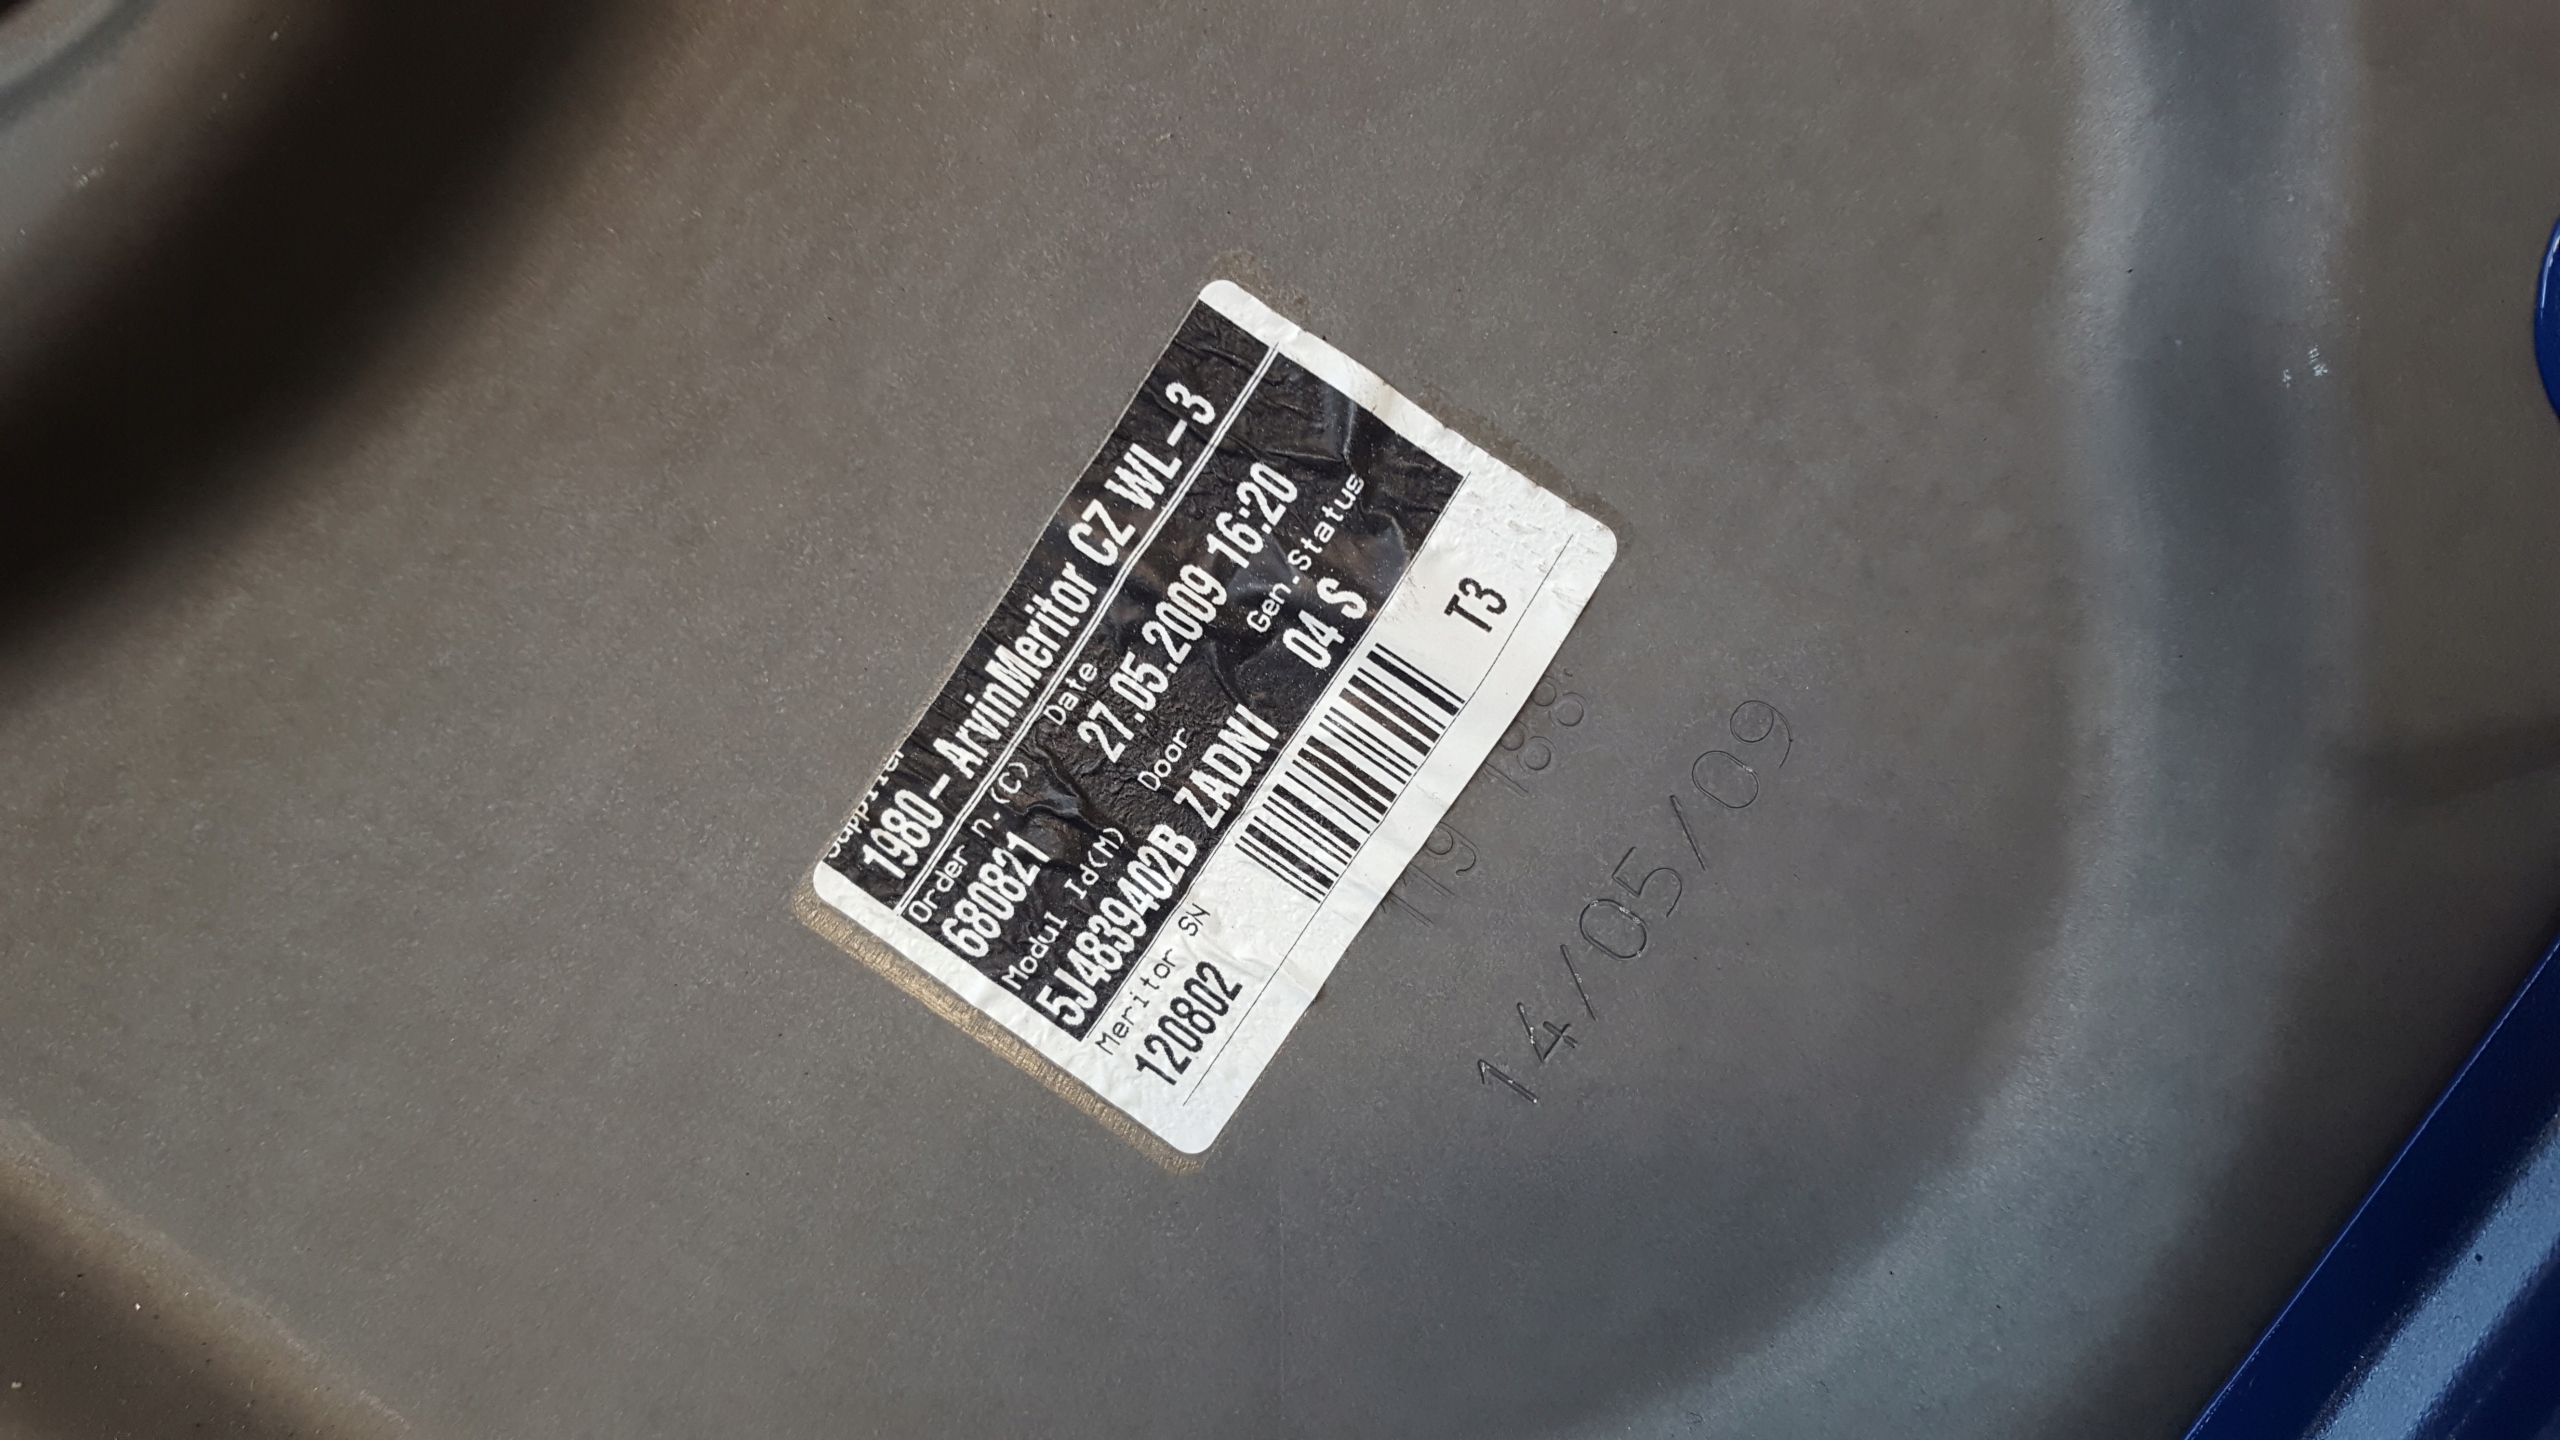 Supplier
1980-ArvinMeritor CZ WL-3
Order n.(C) Date
680821 27.05.2009 16:20
Modul Id(M) Door Gen.Status
5J4839402B ZADNI 04 S
Meritor SN
120802 T3
14/05/09